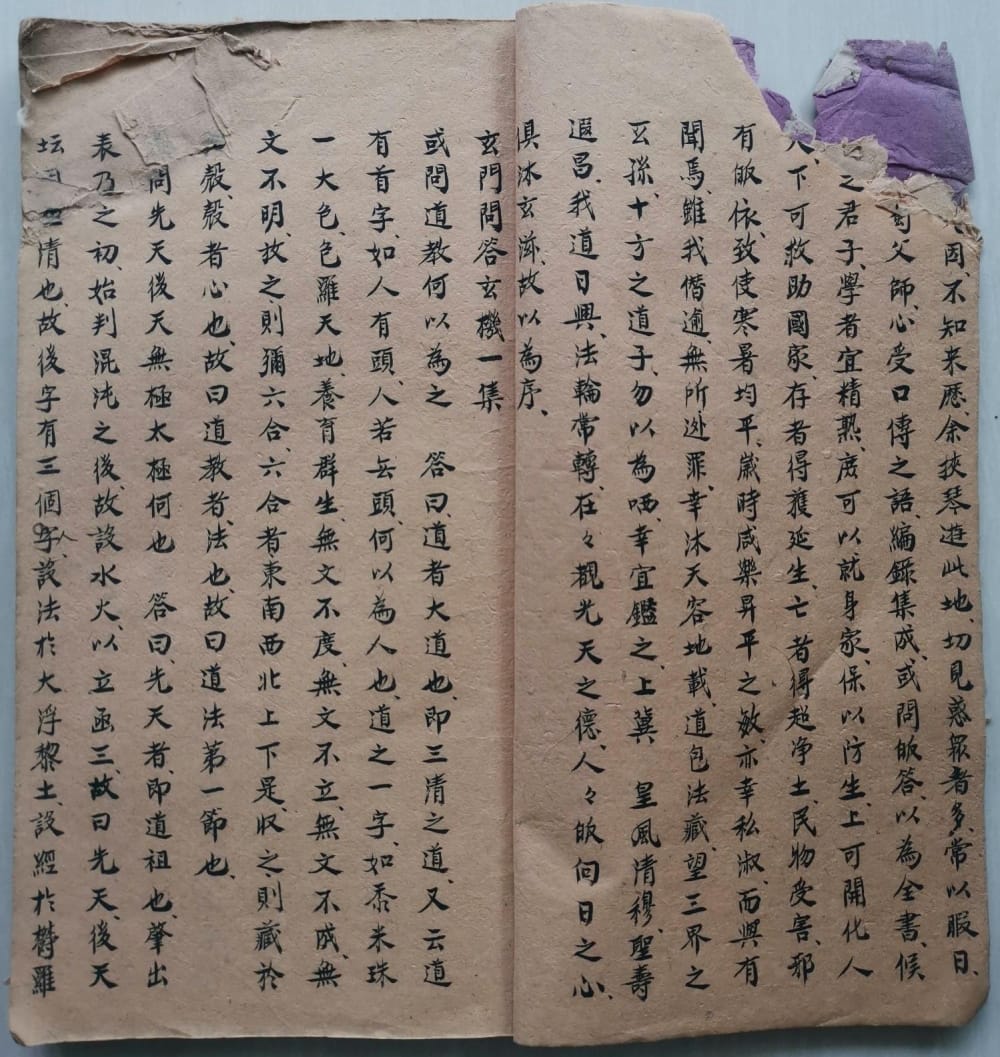 因、不知来歷、余挾琴遊此地、切見惑眾者多、常以暇日、
父師、心受口傳之語、編錄集成、或問皈答、以為全書、候
之君子、學者宜精熟、庶可以就身家、保以防生、上可開化人
下可救助國家、存者得獲延生、亡者得超净土、民物受害、邪
有皈依、致使寒暑均平、歲時咸樂昇平之敏、亦幸私淑、而與有
聞焉、雖我僭逾、無所逃罪、幸沐天容地載、道包法藏、望三界之
玄孫、十方之道子、勿以為哂、幸宜鑑之、上冀 皇風清穆、聖壽
遐昌、我道日興、法輪常轉、在々觀光天之德、人々皈向日之心、
俱沐玄滋、故以為序、
玄門問答玄機一集
或問道教何以為之 答曰、道者大道也、即三清之道、又云道
有首字、如人有頭、人若無頭、何以為人也、道之一字、如黍米珠
一大色、色羅天地、養育群生、無文不度、無文不立、無文不成、無
文不明、放之、則彌六合、六合者東南西北上下是、收之則藏於
殼、殼者心也、故曰道教者、法也、故曰道法第一節也、
問先天後天無極太極何也 答曰、先天者、即道祖也、肇出
表乃之初、始判混沌之後、故設水火、以立函三、故曰先天、後天
坛 清也、故後字有三個字人、說法於大浮黎土、設經於欝羅